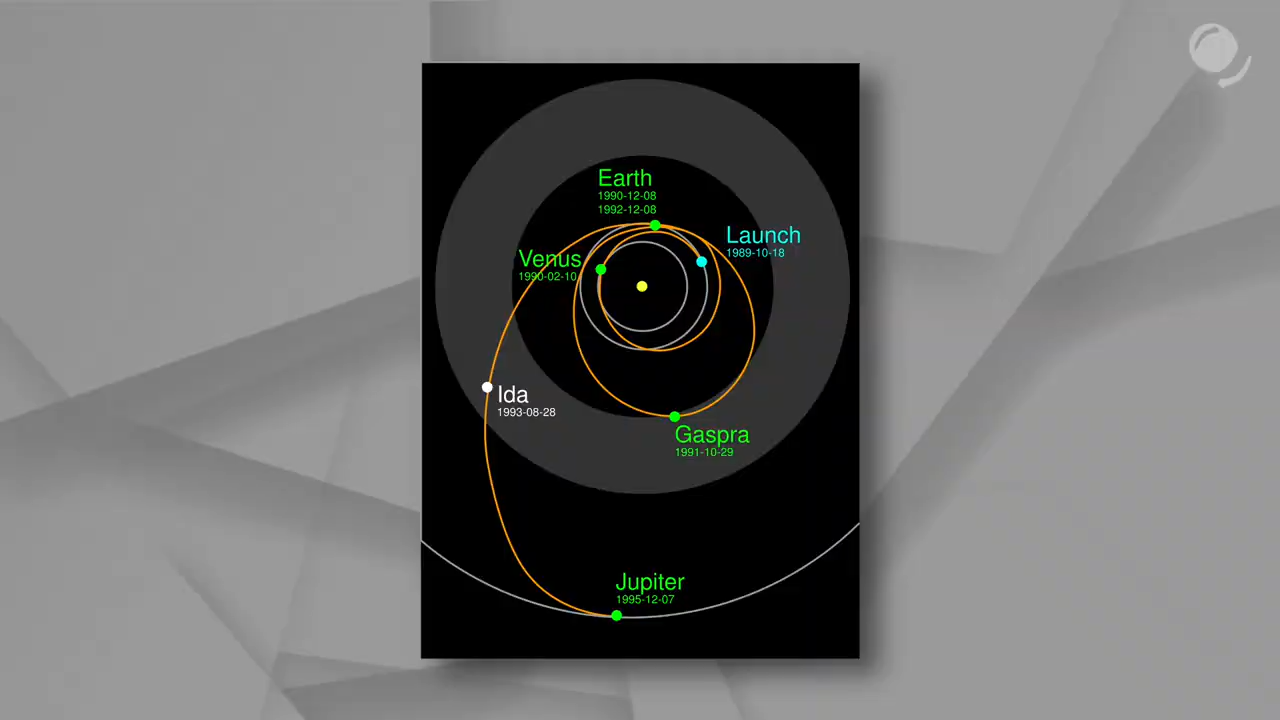 Earth
1990-12-08
1992-12-08
Launch
1989-10-18
Venus
1990-02-10
Ida
1993-08-28
Gaspra
1991-10-29
Jupiter
1995-12-07